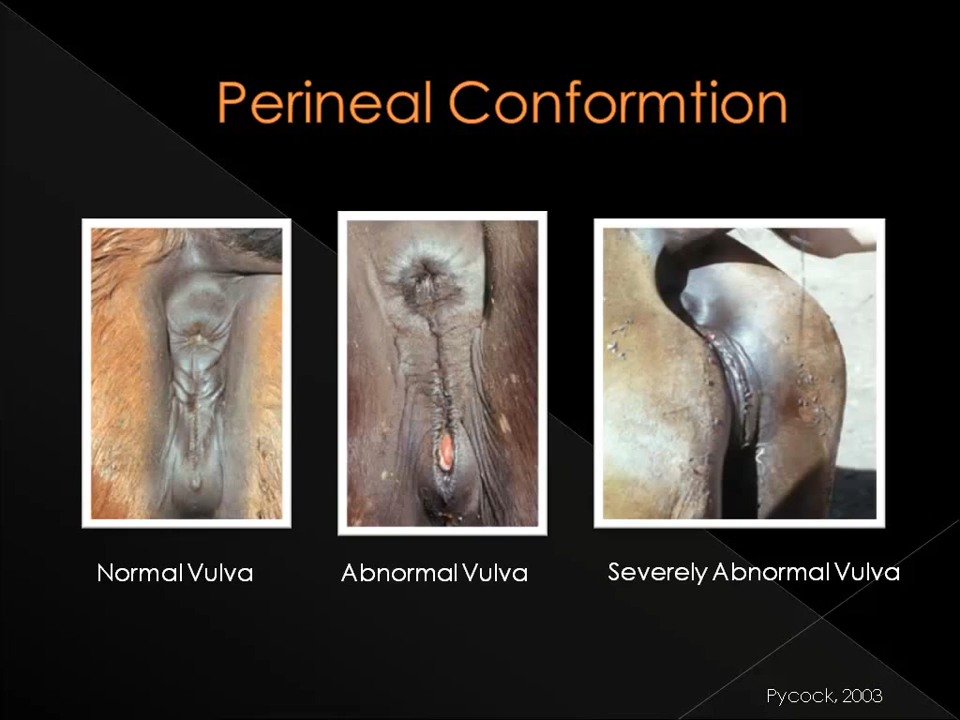 Perineal Conformtion
Normal Vulva
Abnormal Vulva
Severely Abnormal Vulva
Pycock, 2003